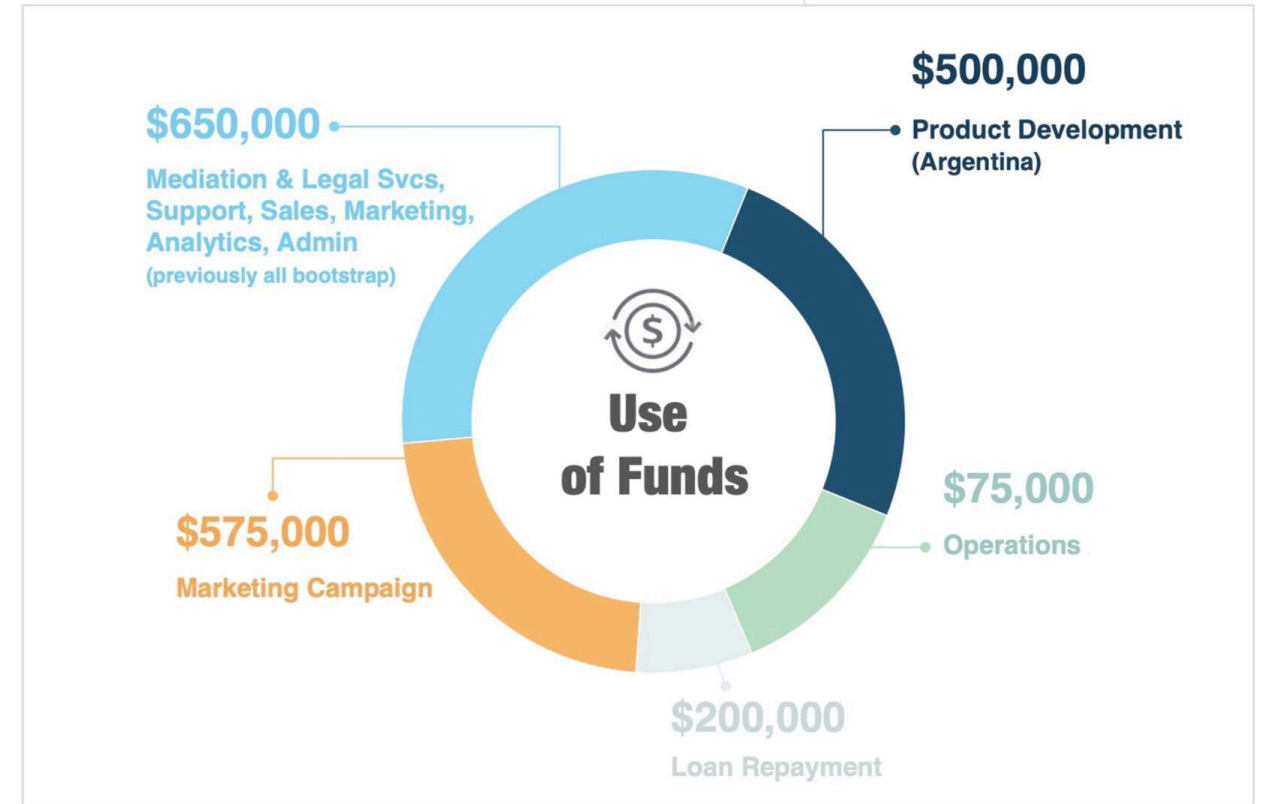 $650,000
Mediation & Legal Svcs,
Support, Sales, Marketing,
Analytics, Admin
(previously all bootstrap)
$500,000
Product Development
(Argentina)
$
Use
of Funds
$575,000
Marketing Campaign
$75,000
Operations
$200,000
Loan Repayment